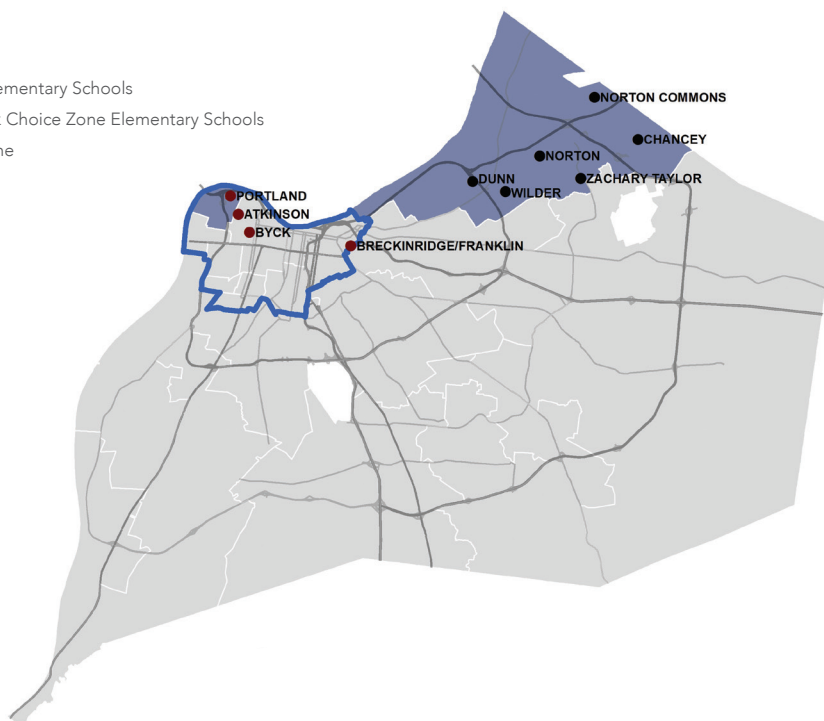 ementary Schools
Choice Zone Elementary Schools
ne
NORTON COMMONS
CHANCEY
NORTON
DUNN
ZACHARY TAYLOR
WILDER
PORTLAND
ATKINSON
BYCK
BRECKINRIDGE/FRANKLIN